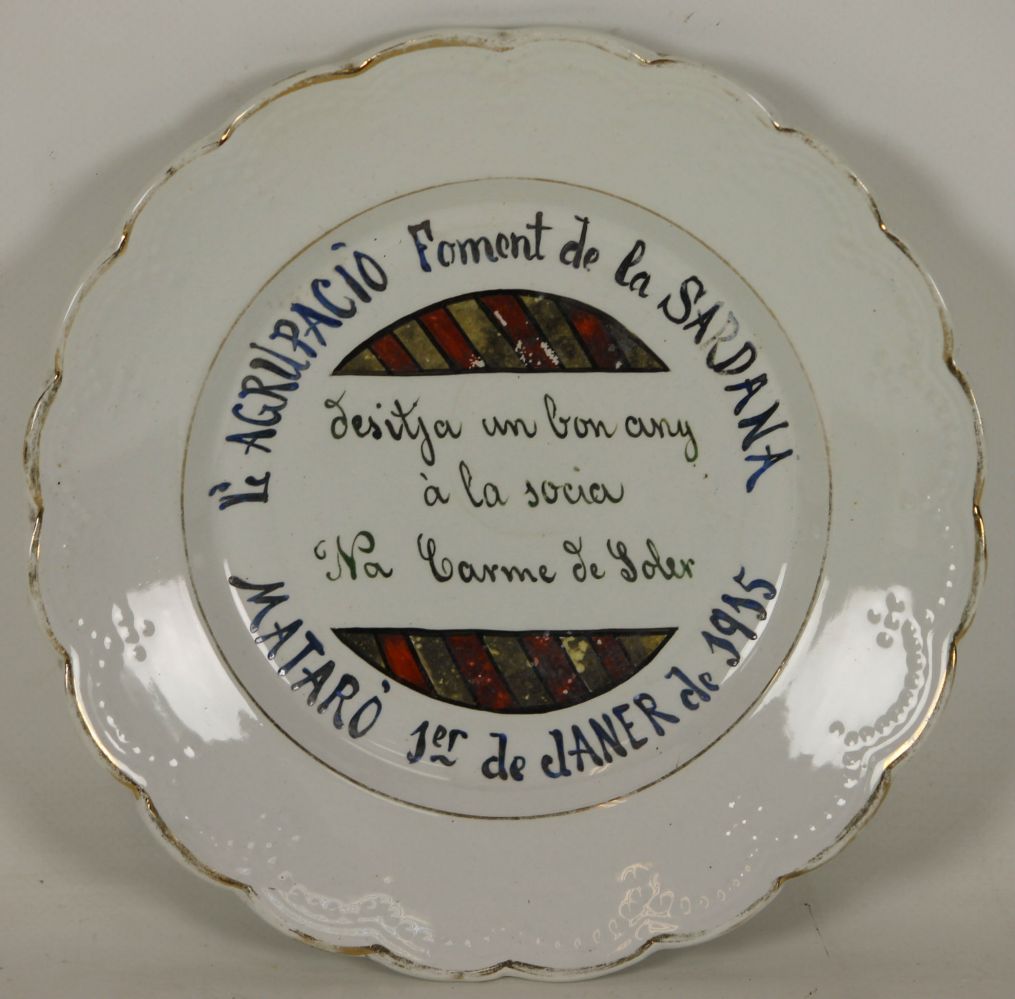 L'AGRUPACIÓ Foment de la SARDANA
desitja un bon any
à la socia
Na Carme de Soler
MATARÒ 1er de JANER de 1915